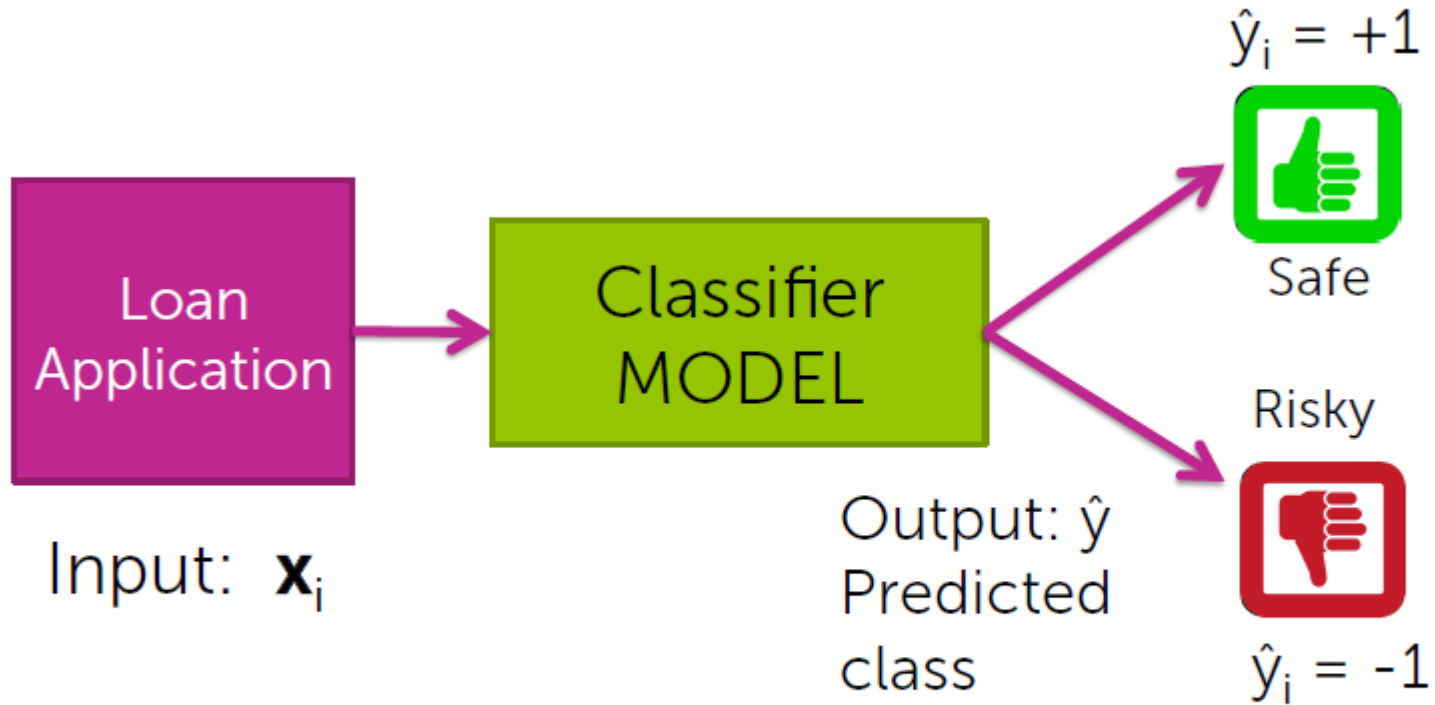 Loan
Application
Input: xᵢ
Classifier
MODEL
Output: ŷ
Predicted
class
ŷᵢ = +1
Safe
Risky
ŷᵢ = -1